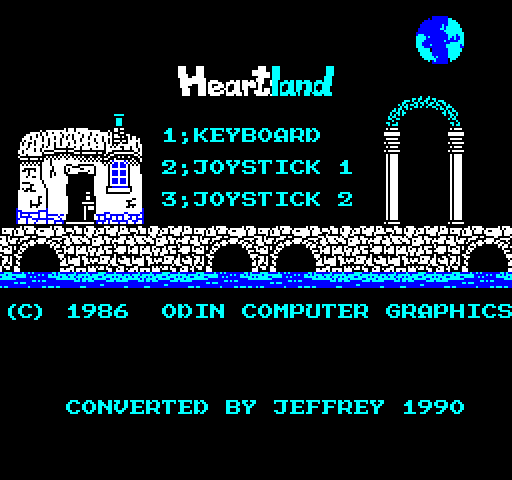 Heartland
1;KEYBOARD
2;JOYSTICK 1
3;JOYSTICK 2
(C) 1986 ODIN COMPUTER GRAPHICS
CONVERTED BY JEFFREY 1990